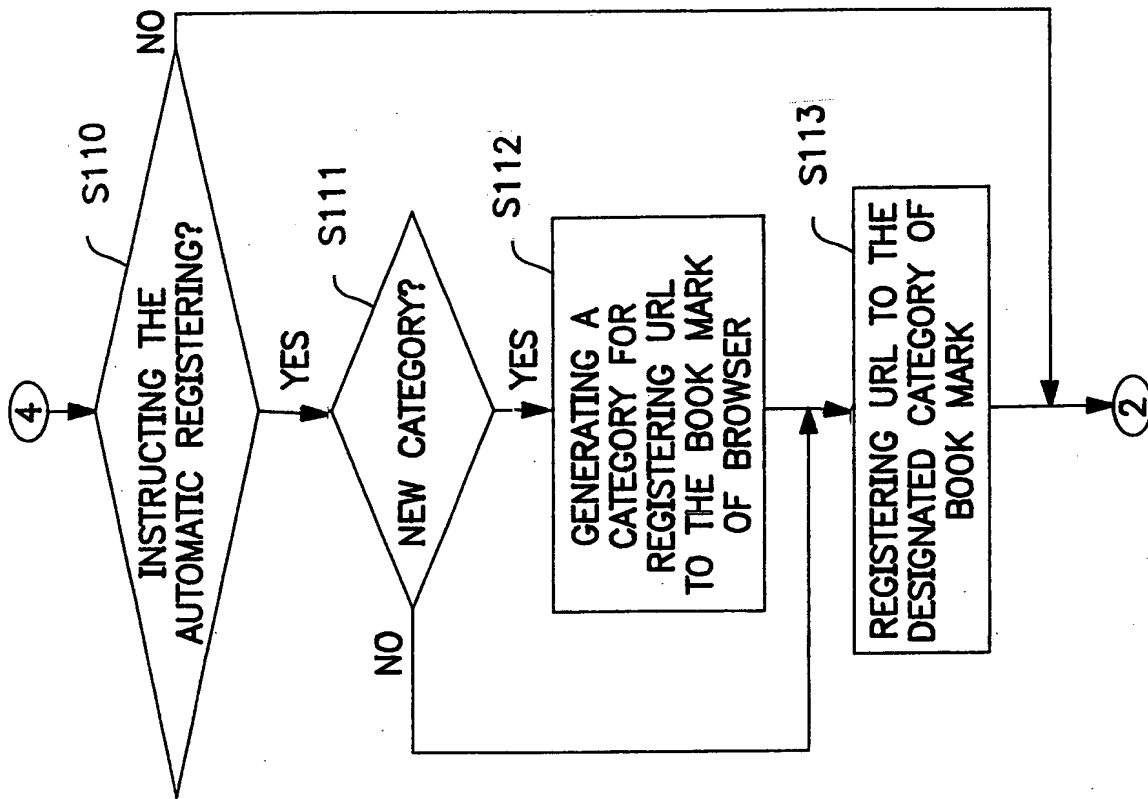 4
INSTRUCTING THE
AUTOMATIC REGISTERING?
S110
NO
YES
NEW CATEGORY?
S111
NO
YES
GENERATING A
CATEGORY FOR
REGISTERING URL
TO THE BOOK MARK
OF BROWSER
S112
REGISTERING URL TO THE
DESIGNATED CATEGORY OF
BOOK MARK
S113
2